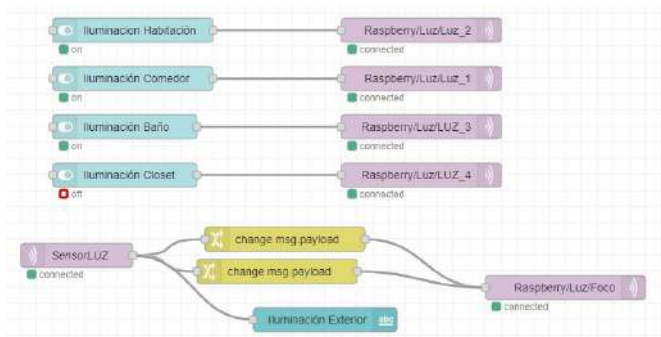 Iluminacion Habitación
Raspberry/Luz/Luz_2
on
connected
Iluminación Comedor
Raspberry/Luz/Luz_1
on
connected
Iluminación Baño
Raspberry/Luz/LUZ_3
on
connected
Iluminación Closet
Raspberry/Luz/LUZ_4
off
connected
change msg.payload
Sensor/LUZ
connected
change msg.payload
Raspberry/Luz/Foco
connected
Iluminación Exterior
abc